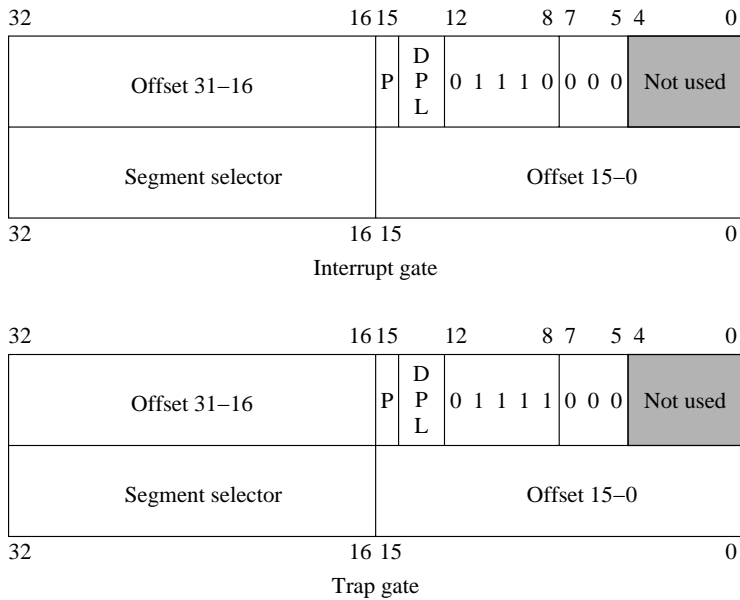 32 16 15 12 8 7 5 4 0
Offset 31–16 P DPL 0 1 1 1 0 0 0 0 Not used
Segment selector Offset 15–0
32 16 15 0
Interrupt gate
32 16 15 12 8 7 5 4 0
Offset 31–16 P DPL 0 1 1 1 1 0 0 0 Not used
Segment selector Offset 15–0
32 16 15 0
Trap gate